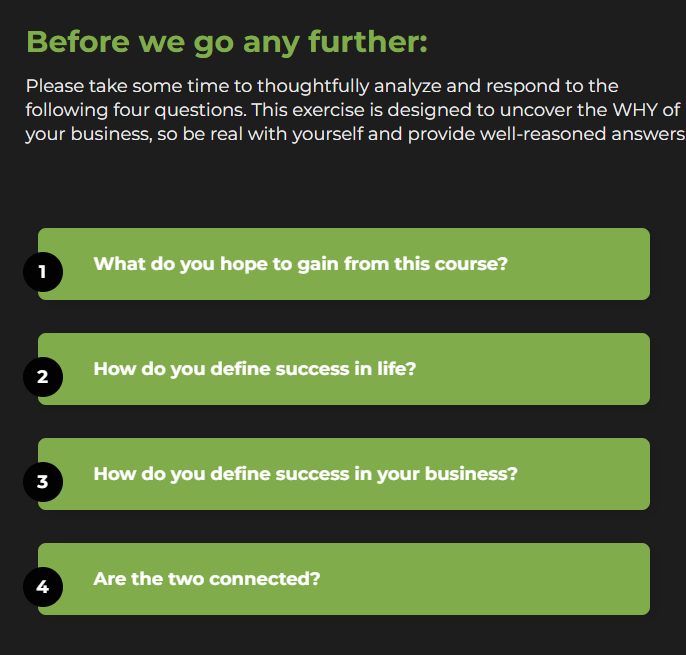 Before we go any further:
Please take some time to thoughtfully analyze and respond to the
following four questions. This exercise is designed to uncover the WHY of
your business, so be real with yourself and provide well-reasoned answers
1 What do you hope to gain from this course?
2 How do you define success in life?
3 How do you define success in your business?
4 Are the two connected?